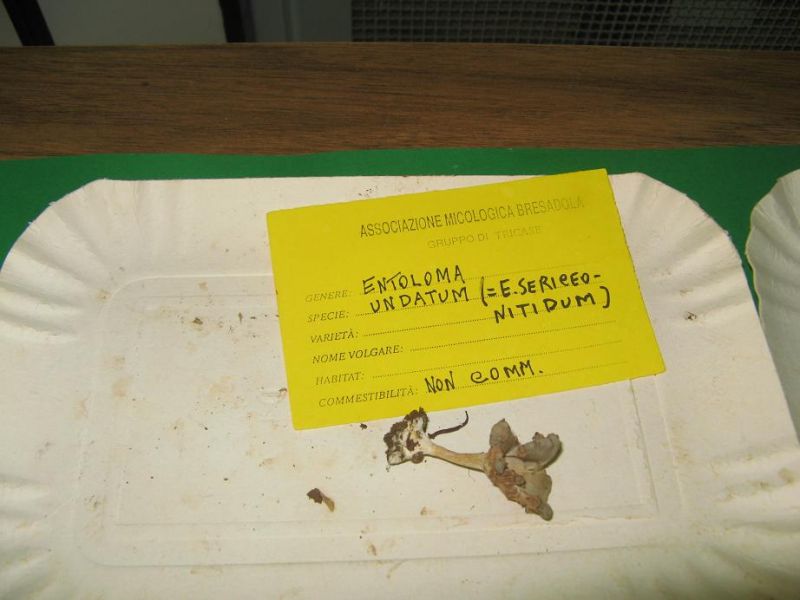 ASSOCIAZIONE MICOLOGICA BRESADOLA
GRUPPO DI TRICASE
GENERE: ENTOLOMA
SPECIE: UNDATUM (=E. SERICEO-
NITIDUM)
VARIETÀ:
NOME VOLGARE:
HABITAT:
COMMESTIBILITÀ: NON COMM.